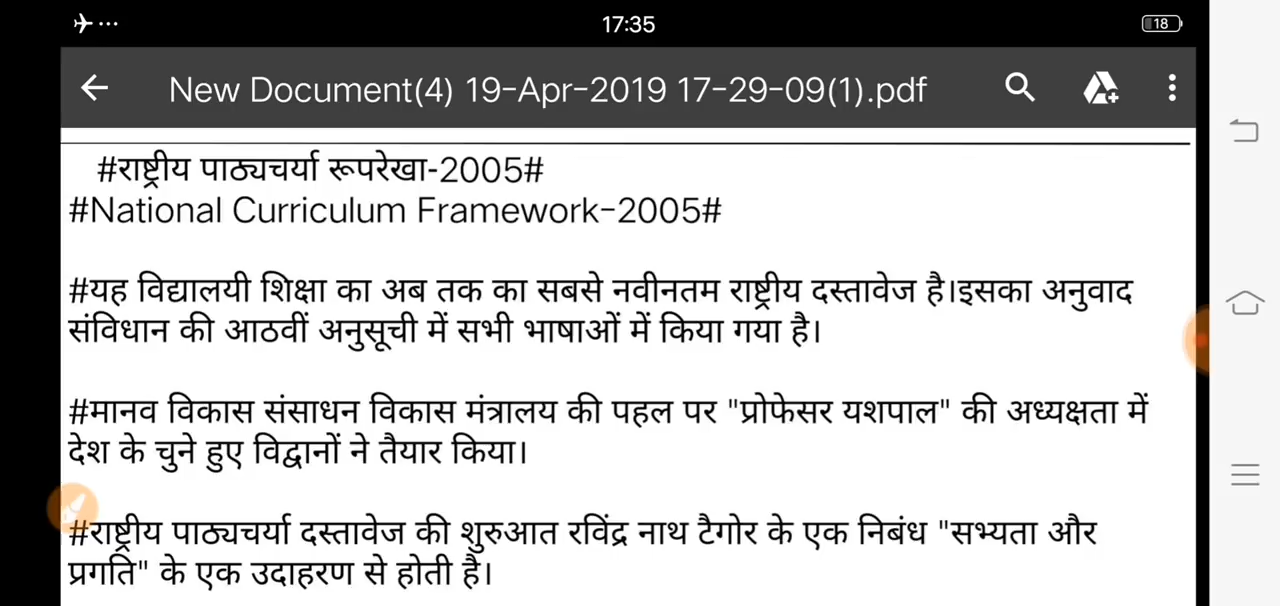 17:35
18
New Document(4) 19-Apr-2019 17-29-09(1).pdf
#राष्ट्रीय पाठ्यचर्या रूपरेखा-2005#
#National Curriculum Framework-2005#
#यह विद्यालयी शिक्षा का अब तक का सबसे नवीनतम राष्ट्रीय दस्तावेज है।इसका अनुवाद
संविधान की आठवीं अनुसूची में सभी भाषाओं में किया गया है।
#मानव विकास संसाधन विकास मंत्रालय की पहल पर "प्रोफेसर यशपाल" की अध्यक्षता में
देश के चुने हुए विद्वानों ने तैयार किया।
#राष्ट्रीय पाठ्यचर्या दस्तावेज की शुरुआत रविंद्र नाथ टैगोर के एक निबंध "सभ्यता और
प्रगति" के एक उदाहरण से होती है।